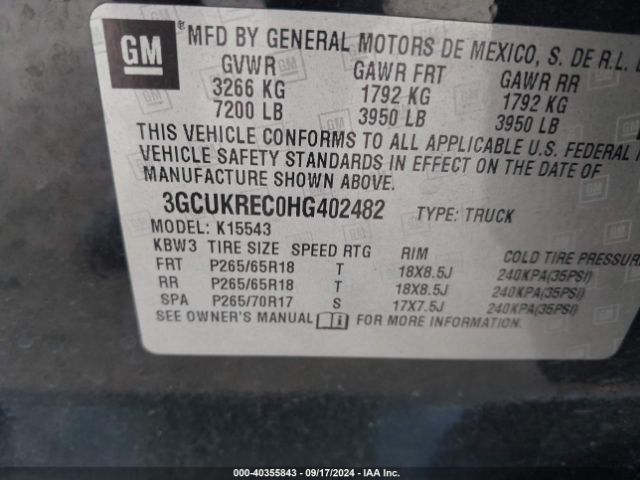 GM
® MFD BY GENERAL MOTORS DE MEXICO, S. DE R.L.
GVWR GAWR FRT GAWR RR
3266 KG 1792 KG 1792 KG
7200 LB 3950 LB 3950 LB
THIS VEHICLE CONFORMS TO ALL APPLICABLE U.S. FEDERAL
VEHICLE SAFETY STANDARDS IN EFFECT ON THE DATE OF
MANUFACTURE SHOWN ABOVE.
3GCUKREC0HG402482 TYPE: TRUCK
MODEL: K15543
KBW3 TIRE SIZE SPEED RTG RIM COLD TIRE PRESSUR
FRT P265/65R18 T 18X8.5J 240KPA(35PSI)
RR P265/65R18 T 18X8.5J 240KPA(35PSI)
SPA P265/70R17 S 17X7.5J 240KPA(35PSI)
SEE OWNER'S MANUAL i FOR MORE INFORMATION.
COPY - 40355843 - 09/17/2024 - IAA Inc.